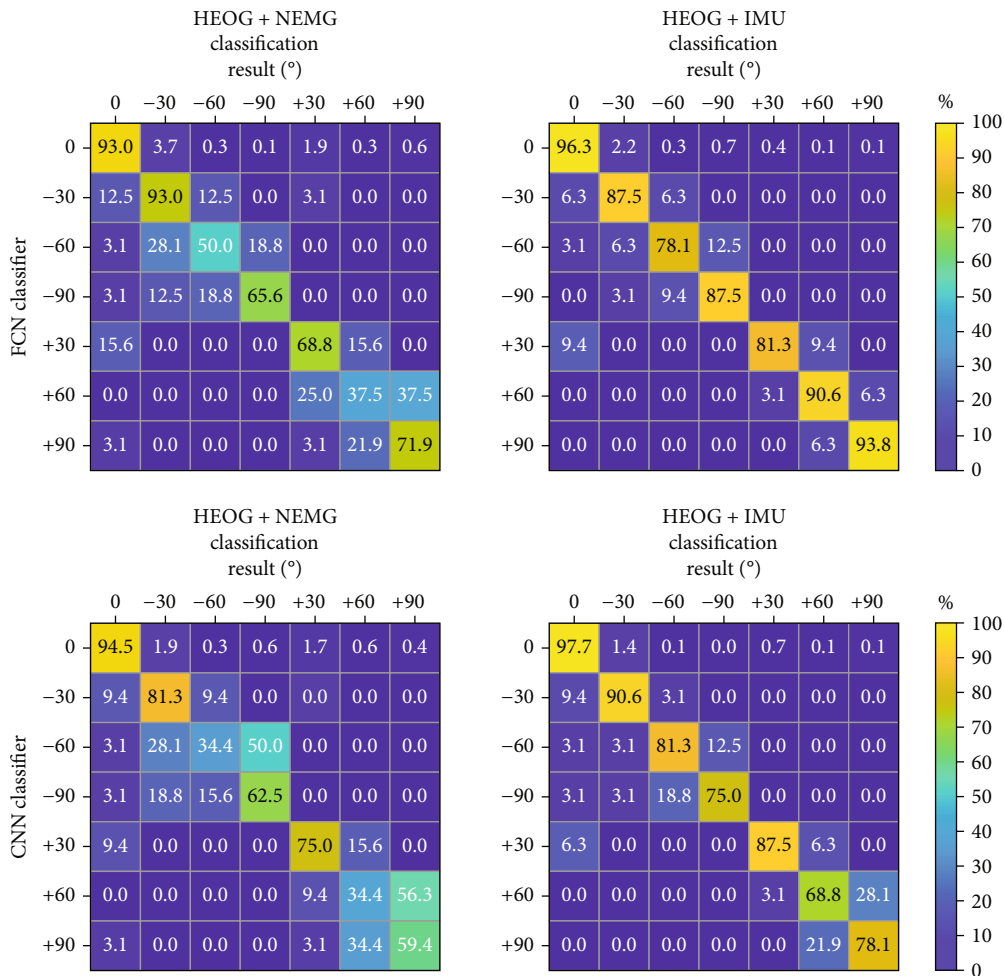 HEOG + NEMG
classification
result (°)
HEOG + IMU
classification
result (°)
0 −30 −60 −90 +30 +60 +90
0 −30 −60 −90 +30 +60 +90
%
FCN classifier
0 93.0 3.7 0.3 0.1 1.9 0.3 0.6
−30 12.5 93.0 12.5 0.0 3.1 0.0 0.0
−60 3.1 28.1 50.0 18.8 0.0 0.0 0.0
−90 3.1 12.5 18.8 65.6 0.0 0.0 0.0
+30 15.6 0.0 0.0 0.0 68.8 15.6 0.0
+60 0.0 0.0 0.0 0.0 25.0 37.5 37.5
+90 3.1 0.0 0.0 0.0 3.1 21.9 71.9
96.3 2.2 0.3 0.7 0.4 0.1 0.1
6.3 87.5 6.3 0.0 0.0 0.0 0.0
3.1 6.3 78.1 12.5 0.0 0.0 0.0
0.0 3.1 9.4 87.5 0.0 0.0 0.0
9.4 0.0 0.0 0.0 81.3 9.4 0.0
0.0 0.0 0.0 0.0 3.1 90.6 6.3
0.0 0.0 0.0 0.0 0.0 6.3 93.8
100
90
80
70
60
50
40
30
20
10
0
HEOG + NEMG
classification
result (°)
HEOG + IMU
classification
result (°)
0 −30 −60 −90 +30 +60 +90
0 −30 −60 −90 +30 +60 +90
%
CNN classifier
0 94.5 1.9 0.3 0.6 1.7 0.6 0.4
−30 9.4 81.3 9.4 0.0 0.0 0.0 0.0
−60 3.1 28.1 34.4 50.0 0.0 0.0 0.0
−90 3.1 18.8 15.6 62.5 0.0 0.0 0.0
+30 9.4 0.0 0.0 0.0 75.0 15.6 0.0
+60 0.0 0.0 0.0 0.0 9.4 34.4 56.3
+90 3.1 0.0 0.0 0.0 3.1 34.4 59.4
97.7 1.4 0.1 0.0 0.7 0.1 0.1
9.4 90.6 3.1 0.0 0.0 0.0 0.0
3.1 3.1 81.3 12.5 0.0 0.0 0.0
3.1 3.1 18.8 75.0 0.0 0.0 0.0
6.3 0.0 0.0 0.0 87.5 6.3 0.0
0.0 0.0 0.0 0.0 3.1 68.8 28.1
0.0 0.0 0.0 0.0 0.0 21.9 78.1
100
90
80
70
60
50
40
30
20
10
0